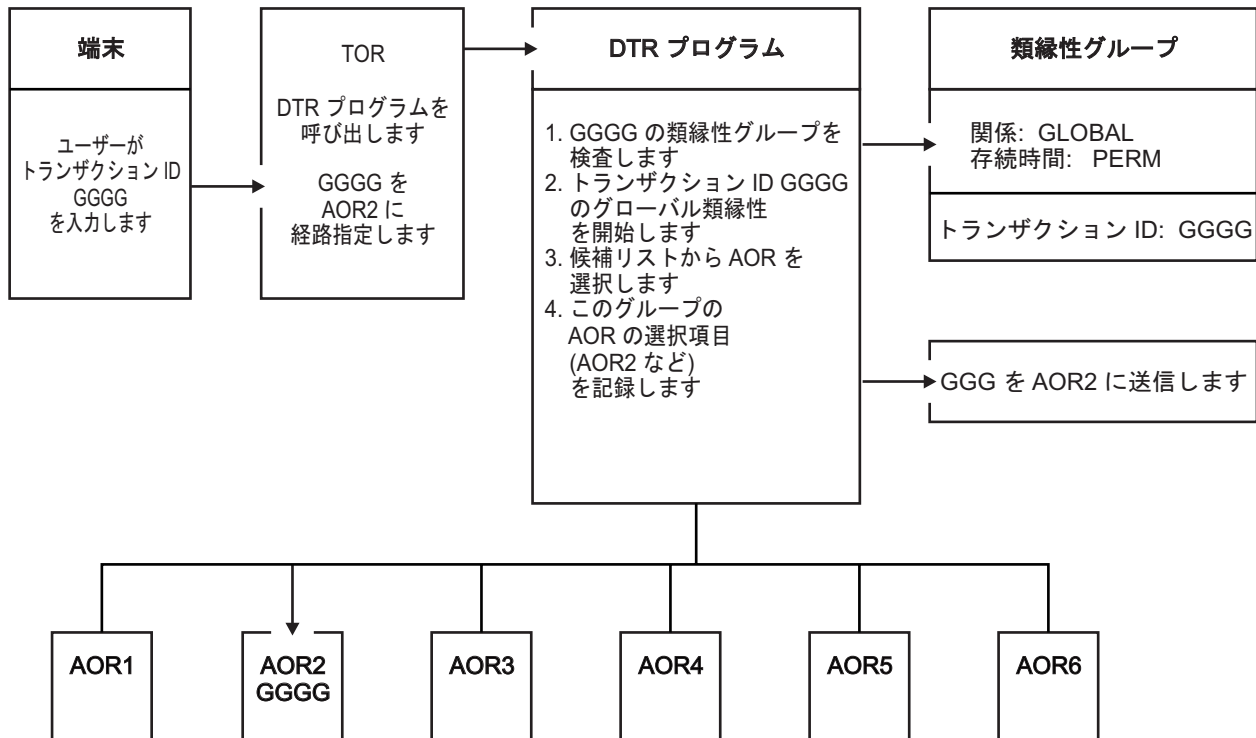 端末
ユーザーが
トランザクション ID
GGGG
を入力します
TOR
DTR プログラムを
呼び出します
GGGG を
AOR2 に
経路指定します
DTR プログラム
1. GGGG の類縁性グループを
検査します
2. トランザクション ID GGGG
のグローバル類縁性
を開始します
3. 候補リストから AOR を
選択します
4. このグループの
AOR の選択項目
(AOR2 など)
を記録します
類縁性グループ
関係: GLOBAL
存続時間: PERM
トランザクション ID: GGGG
GGG を AOR2 に送信します
AOR1
AOR2
GGGG
AOR3
AOR4
AOR5
AOR6